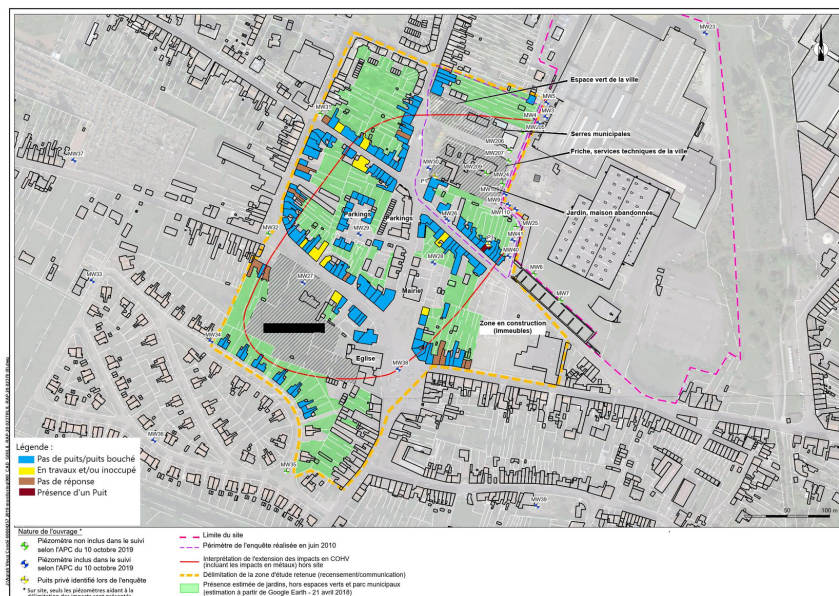 MW23
N
Espace vert de la ville
MW5
MW3
MW4
MW31
MW205
Serres municipales
MW206
MW207
Friche, services techniques de la ville
MW37
MW30
MW209
MW24
P1
MW9
Jardin, maison abandonnée
Parkings
Parkings
MW26
MW110
MW32
MW29
MW25
MW41
MW40
MW28
MW6
MW33
MW27
MW7
Mairie
Zone en construction
(immeubles)
MW34
Eglise
MW38
MW36
MW35
MW39
0 50 100 m
Légende :
Pas de puits/puits bouché
En travaux et/ou inoccupé
Pas de réponse
Présence d'un Puit
Nature de l'ouvrage *
Piézomètre non inclus dans le suivi
selon l'APC du 10 octobre 2019
Piézomètre inclus dans le suivi
selon l'APC du 10 octobre 2019
Puits privé identifié lors de l'enquête
* Sur site, seuls les piézomètres aidant à la
Limite du site
Périmètre de l'enquête réalisée en juin 2010
Interprétation de l'extension des impacts en COHV
(incluant les impacts en métaux) hors site
Délimitation de la zone d'étude retenue (recensement/communication)
Présence estimée de jardins, hors espaces verts et parc municipaux
(estimation à partir de Google Earth - 21 avril 2018)